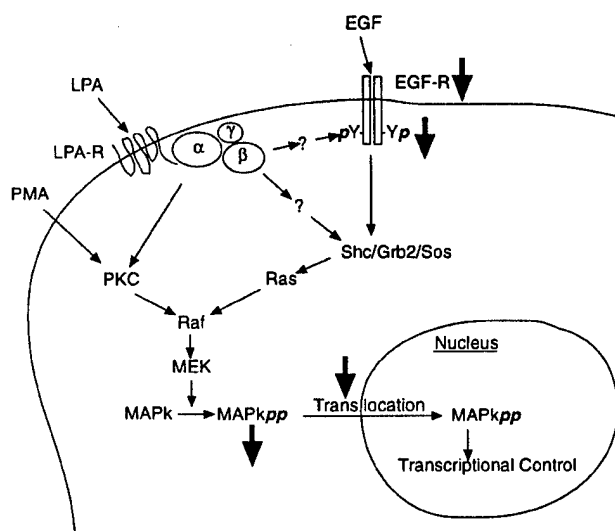 EGF
EGF-R
LPA
LPA-R
α
γ
β
?
pY
Yp
PMA
?
Shc/Grb2/Sos
PKC
Ras
Raf
MEK
MAPk
MAPkpp
Translocation
Nucleus
MAPkpp
Transcriptional Control